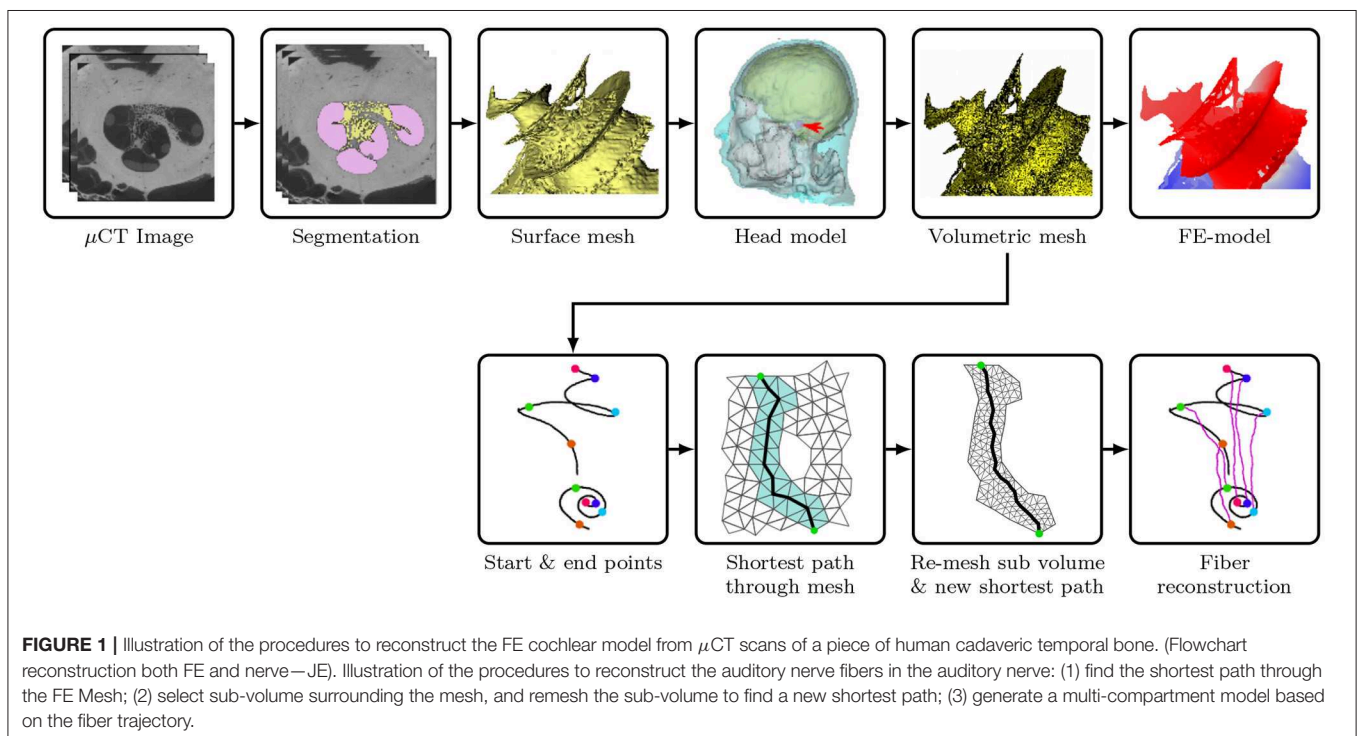 μCT Image
Segmentation
Surface mesh
Head model
Volumetric mesh
FE-model
Start & end points
Shortest path
through mesh
Re-mesh sub volume
& new shortest path
Fiber
reconstruction
FIGURE 1 | Illustration of the procedures to reconstruct the FE cochlear model from μCT scans of a piece of human cadaveric temporal bone. (Flowchart
reconstruction both FE and nerve—JE). Illustration of the procedures to reconstruct the auditory nerve fibers in the auditory nerve: (1) find the shortest path through
the FE Mesh; (2) select sub-volume surrounding the mesh, and remesh the sub-volume to find a new shortest path; (3) generate a multi-compartment model based
on the fiber trajectory.